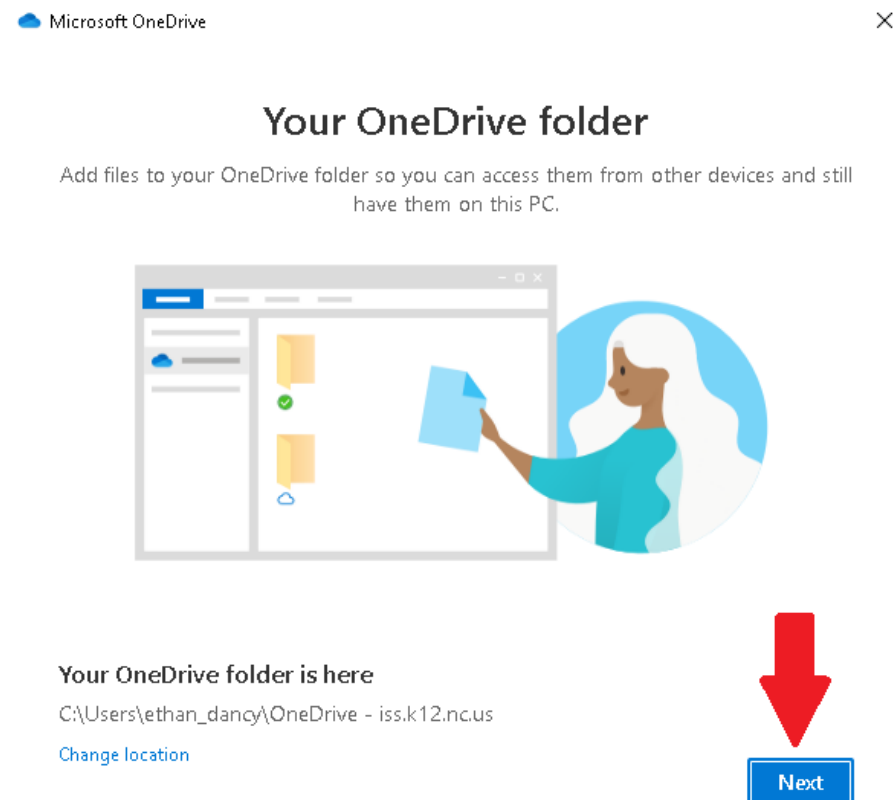 Microsoft OneDrive
Your OneDrive folder
Add files to your OneDrive folder so you can access them from other devices and still
have them on this PC.
Your OneDrive folder is here
C:\Users\ethan_dancy\OneDrive - iss.k12.nc.us
Change location
Next